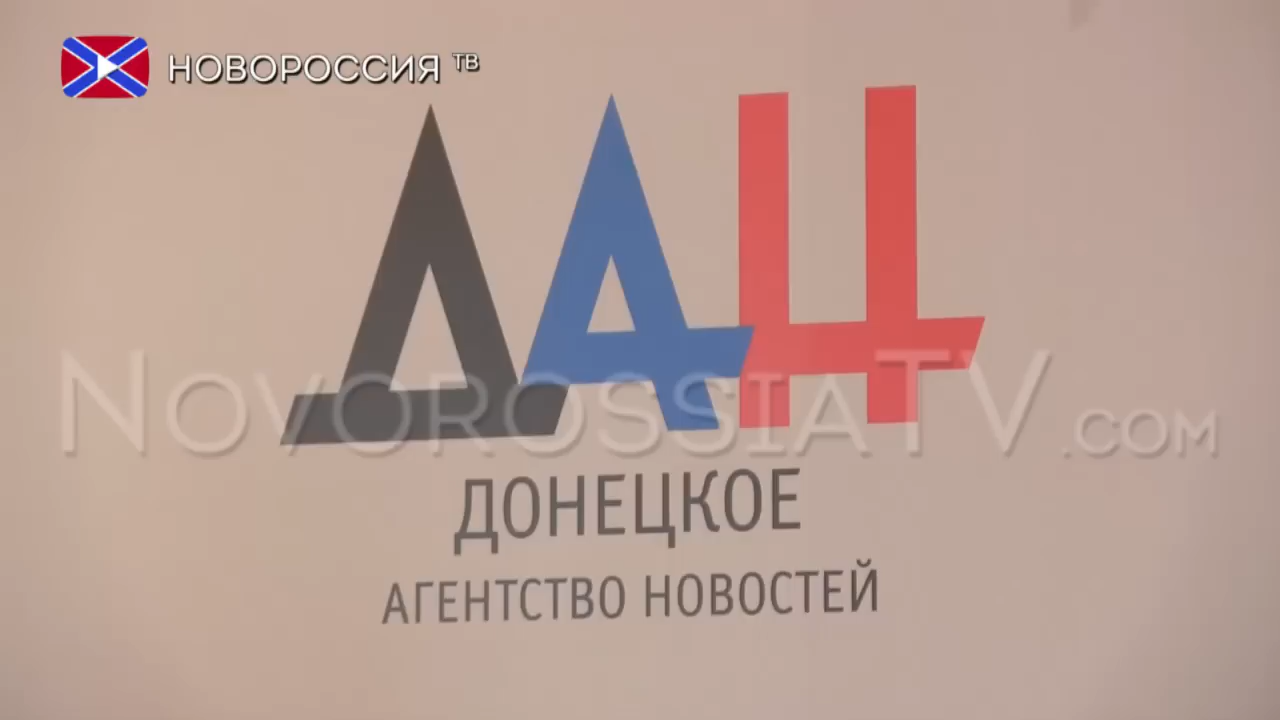 НОВОРОССИЯ ТВ
ДАН
NOVOROSSIATV.COM
ДОНЕЦКОЕ
АГЕНТСТВО НОВОСТЕЙ